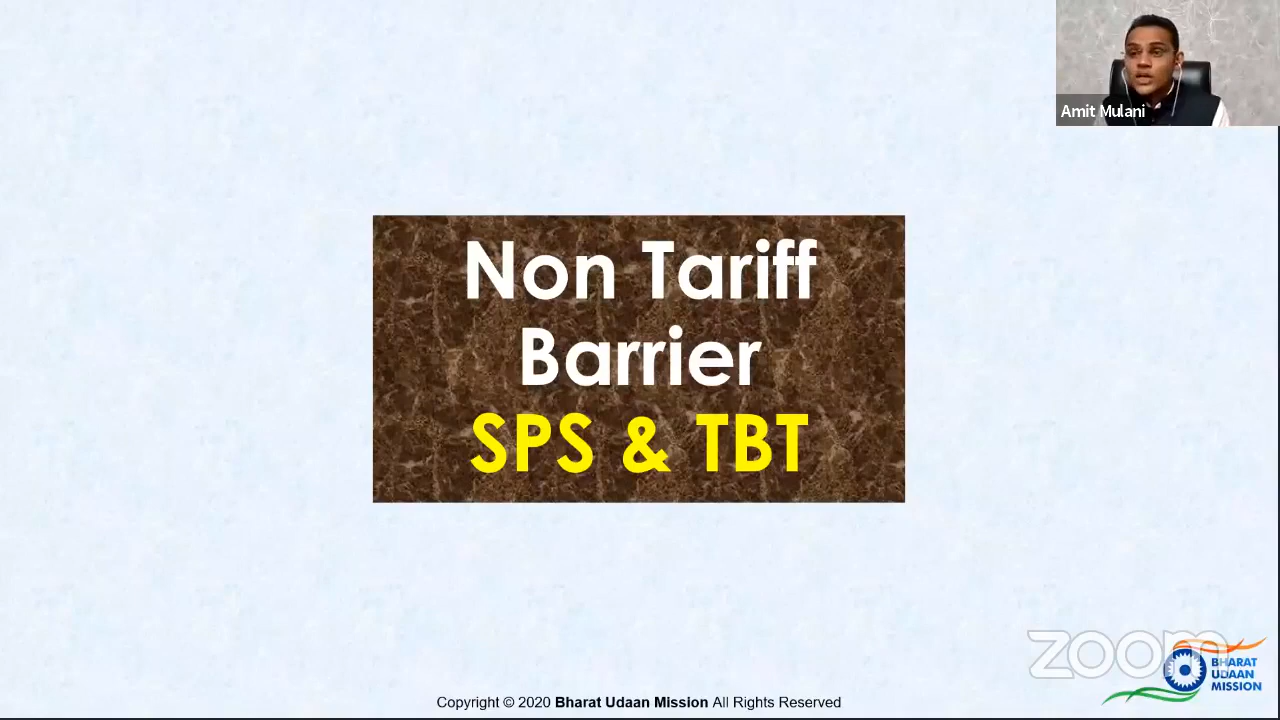 Amit Mulani
Non Tariff
Barrier
SPS & TBT
zoom
BHARAT
UDAAN
MISSION
Copyright © 2020 Bharat Udaan Mission All Rights Reserved